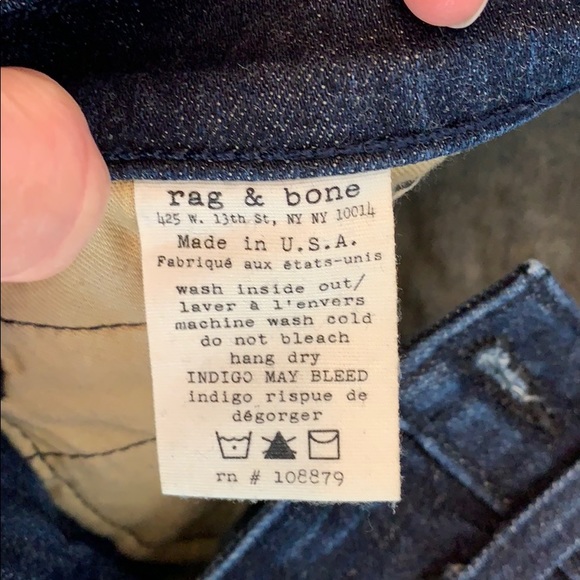 rag & bone
425 W. 13th St, NY NY 10014
Made in U.S.A.
Fabriqué aux états-unis
wash inside out/
laver à l'envers
machine wash cold
do not bleach
hang dry
INDIGO MAY BLEED
indigo rispue de
dégorger
rn # 108879